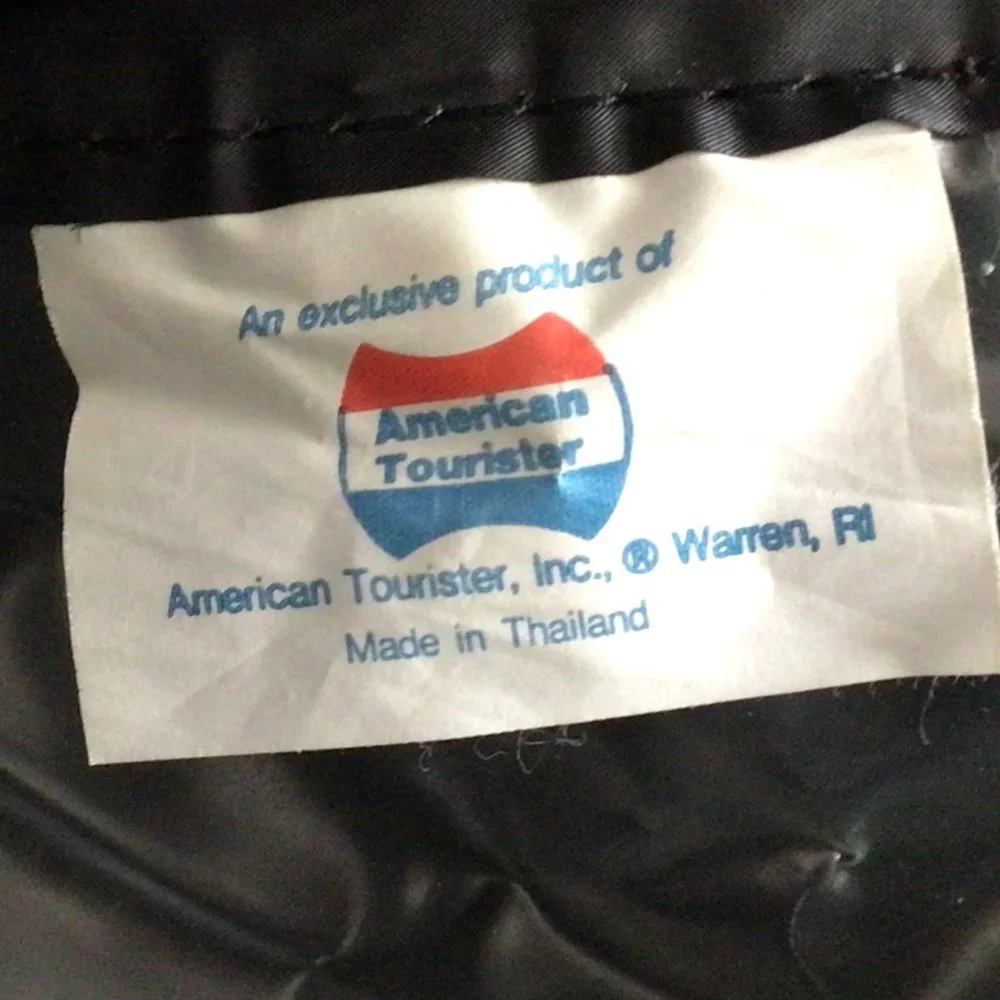 An exclusive product of
American
Tourister
American Tourister, Inc., ® Warren, RI
Made in Thailand